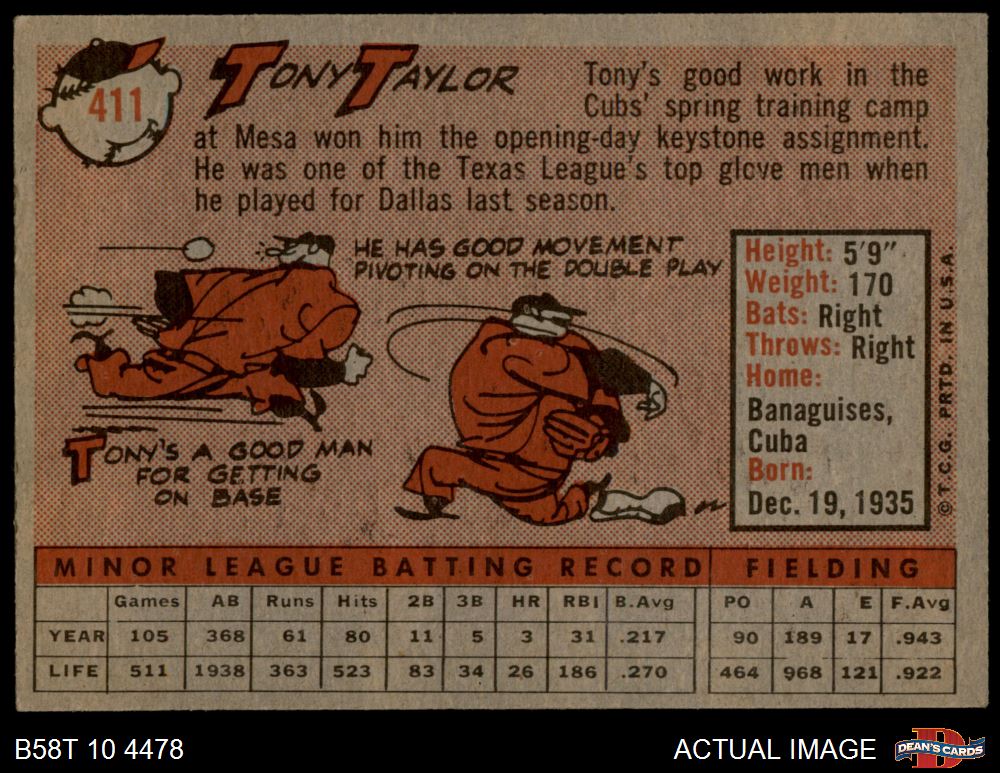 411
TONY TAYLOR
Tony's good work in the
Cubs' spring training camp
at Mesa won him the opening-day keystone assignment.
He was one of the Texas League's top glove men when
he played for Dallas last season.
HE HAS GOOD MOVEMENT
PIVOTING ON THE DOUBLE PLAY
TONY'S A GOOD MAN
FOR GETTING
ON BASE
Height: 5'9"
Weight: 170
Bats: Right
Throws: Right
Home:
Banaguises,
Cuba
Born:
Dec. 19, 1935
© T.C.G. PRTD. IN U.S.A.
MINOR LEAGUE BATTING RECORD FIELDING
Games AB Runs Hits 2B 3B HR RBI B.Avg PO A E F.Avg
YEAR 105 368 61 80 11 5 3 31 .217 90 189 17 .943
LIFE 511 1938 363 523 83 34 26 186 .270 464 968 121 .922
B58T 10 4478 ACTUAL IMAGE DEAN'S CARDS